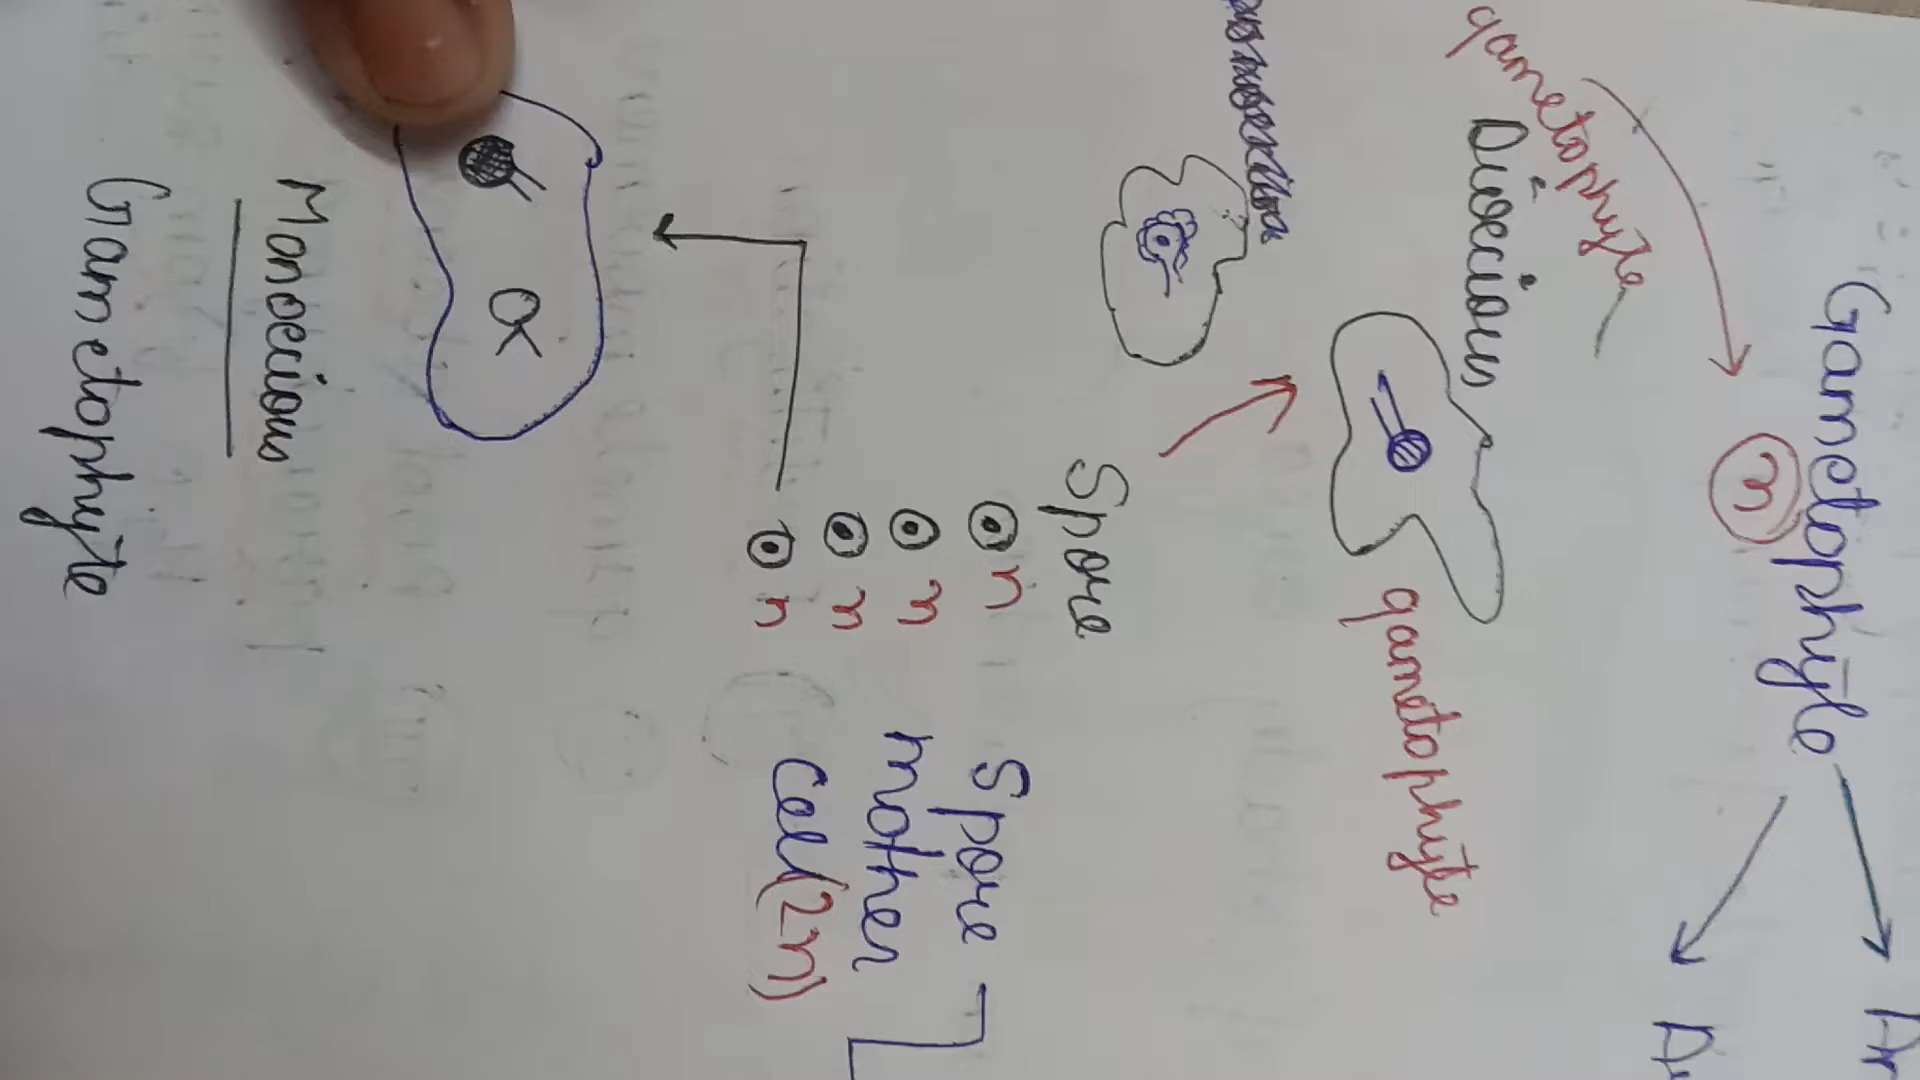 Gametophyte
n
gametophyte
Dioecious
gametophyte
Spore
n
n
n
n
Spore
mother
Cell (2n)
Monoecious
Gametophyte